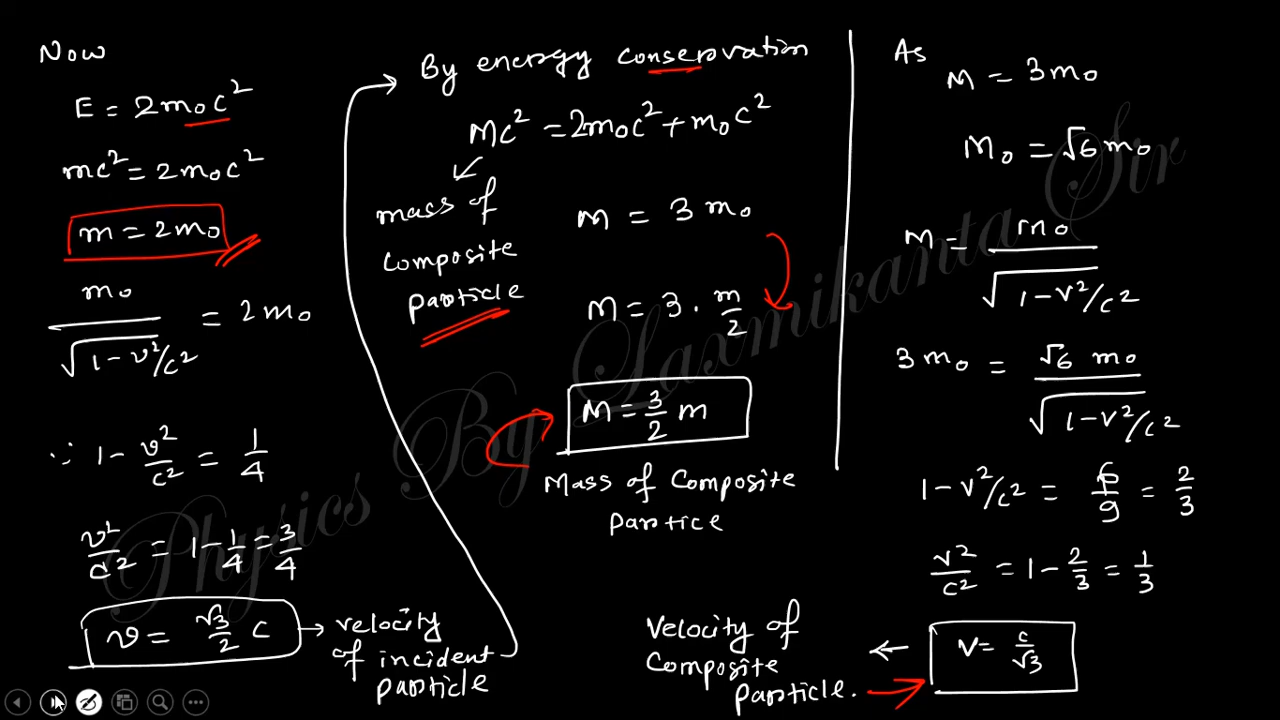 Now
E = 2m₀c²
mc² = 2m₀c²
m = 2m₀
m₀ / √(1 - v²/c²) = 2m₀
∵ 1 - v²/c² = 1/4
v²/c² = 1 - 1/4 = 3/4
v = √3/2 c → velocity of incident particle
By energy conservation
Mc² = 2m₀c² + m₀c²
mass of
composite
particle
M = 3m₀
M = 3 · m/2
M = 3/2 m
Mass of Composite
Partice
As
M = 3m₀
M₀ = √6 m₀
M = m₀ / √(1 - v²/c²)
3m₀ = √6 m₀ / √(1 - v²/c²)
1 - v²/c² = 6/9 = 2/3
v²/c² = 1 - 2/3 = 1/3
v = c/√3
Velocity of
Composite
particle.
Physics By Laxmikanta Sir